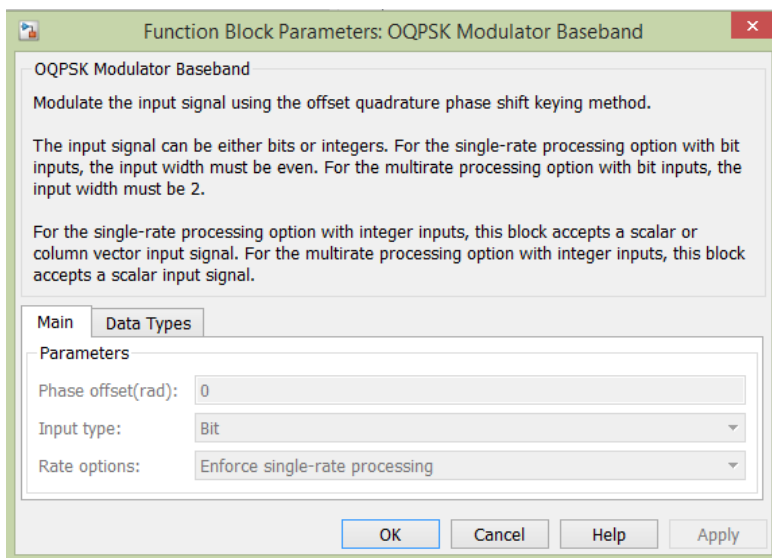 Function Block Parameters: OQPSK Modulator Baseband
OQPSK Modulator Baseband
Modulate the input signal using the offset quadrature phase shift keying method.
The input signal can be either bits or integers. For the single-rate processing option with bit
inputs, the input width must be even. For the multirate processing option with bit inputs, the
input width must be 2.
For the single-rate processing option with integer inputs, this block accepts a scalar or
column vector input signal. For the multirate processing option with integer inputs, this block
accepts a scalar input signal.
Main Data Types
Parameters
Phase offset(rad): 0
Input type: Bit
Rate options: Enforce single-rate processing
OK Cancel Help Apply